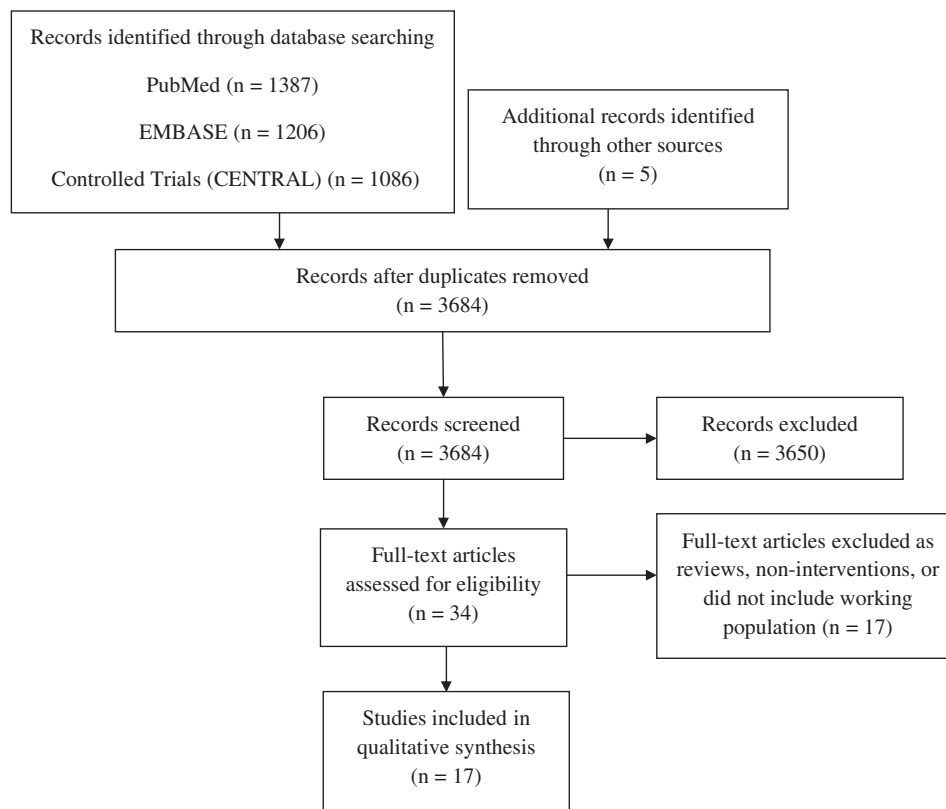 Records identified through database searching
PubMed (n = 1387)
EMBASE (n = 1206)
Controlled Trials (CENTRAL) (n = 1086)
Additional records identified
through other sources
(n = 5)
Records after duplicates removed
(n = 3684)
Records screened
(n = 3684)
Records excluded
(n = 3650)
Full-text articles
assessed for eligibility
(n = 34)
Full-text articles excluded as
reviews, non-interventions, or
did not include working
population (n = 17)
Studies included in
qualitative synthesis
(n = 17)